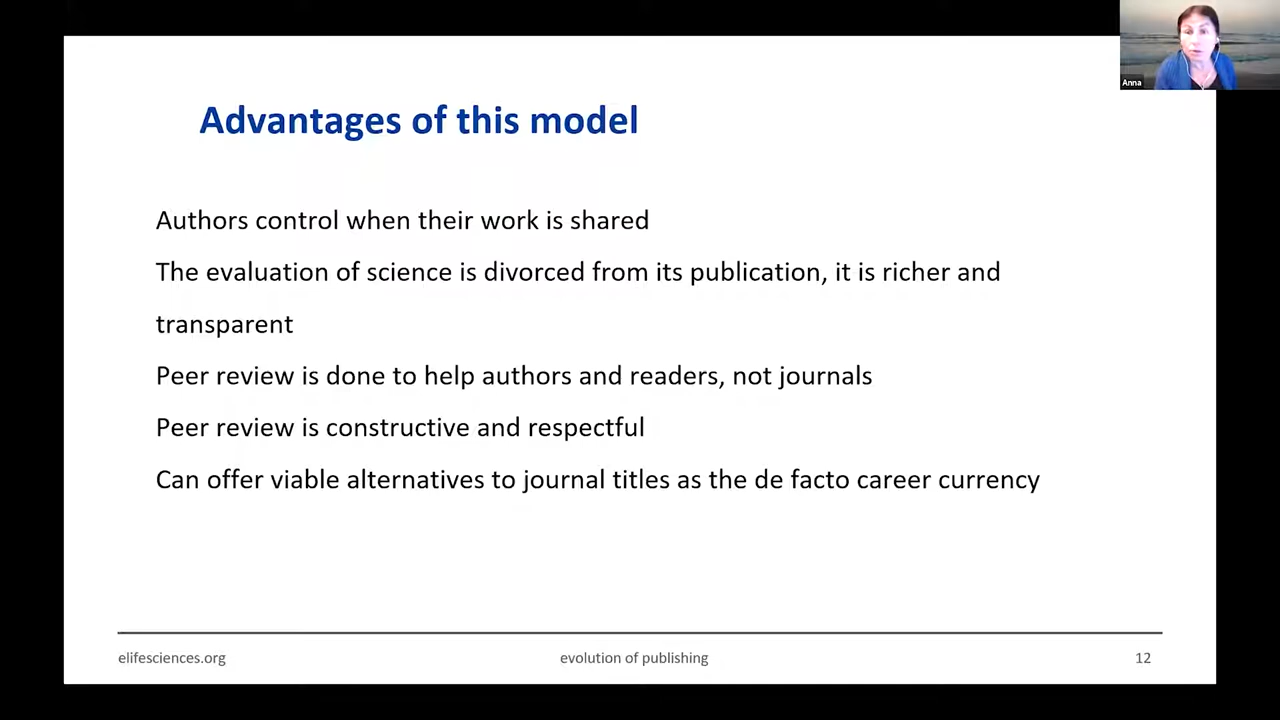 Anna
Advantages of this model
Authors control when their work is shared
The evaluation of science is divorced from its publication, it is richer and
transparent
Peer review is done to help authors and readers, not journals
Peer review is constructive and respectful
Can offer viable alternatives to journal titles as the de facto career currency
elifesciences.org
evolution of publishing
12